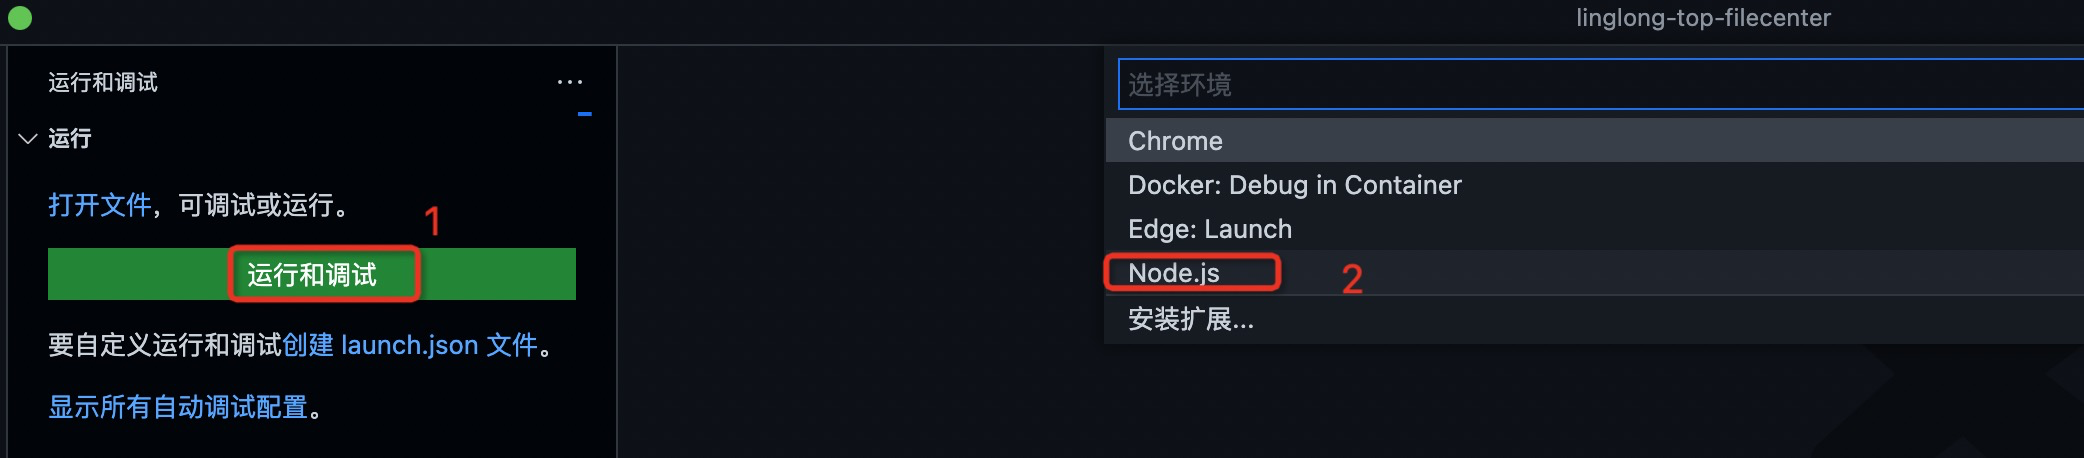 linglong-top-filecenter
运行和调试
...
运行
打开文件，可调试或运行。
1
运行和调试
要自定义运行和调试创建 launch.json 文件。
显示所有自动调试配置。
选择环境
Chrome
Docker: Debug in Container
Edge: Launch
Node.js
2
安装扩展...